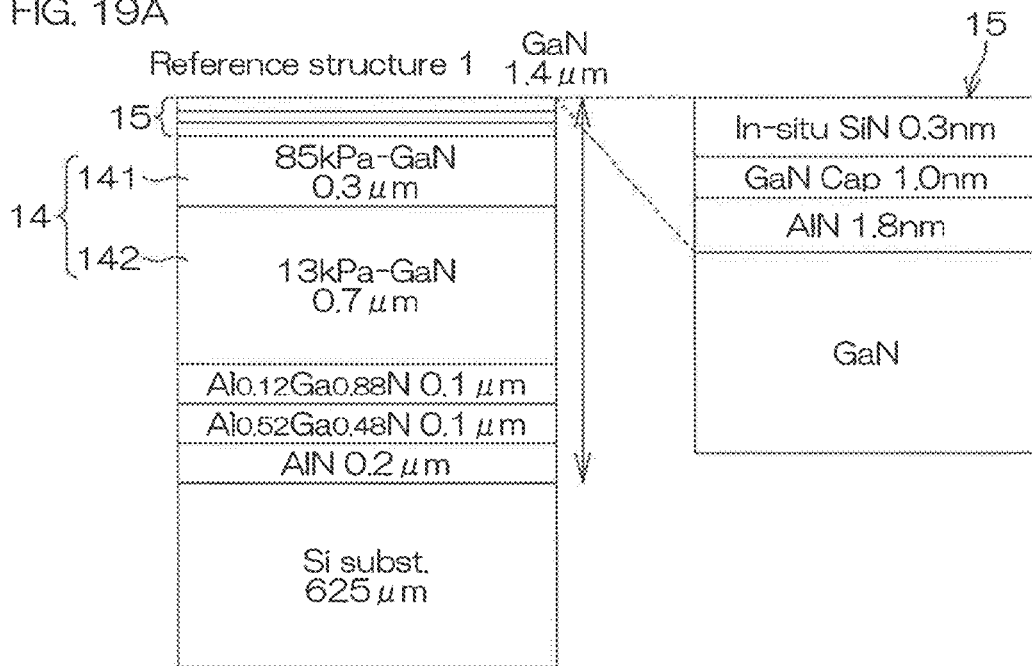 FIG. 19A
Reference structure 1
GaN
1.4 μm
15
15
85kPa-GaN
0.3 μm
141
14
142
13kPa-GaN
0.7 μm
Al0.12Ga0.88N 0.1 μm
Al0.52Ga0.48N 0.1 μm
AlN 0.2 μm
Si subst.
625 μm
In-situ SiN 0.3nm
GaN Cap 1.0nm
AlN 1.8nm
GaN